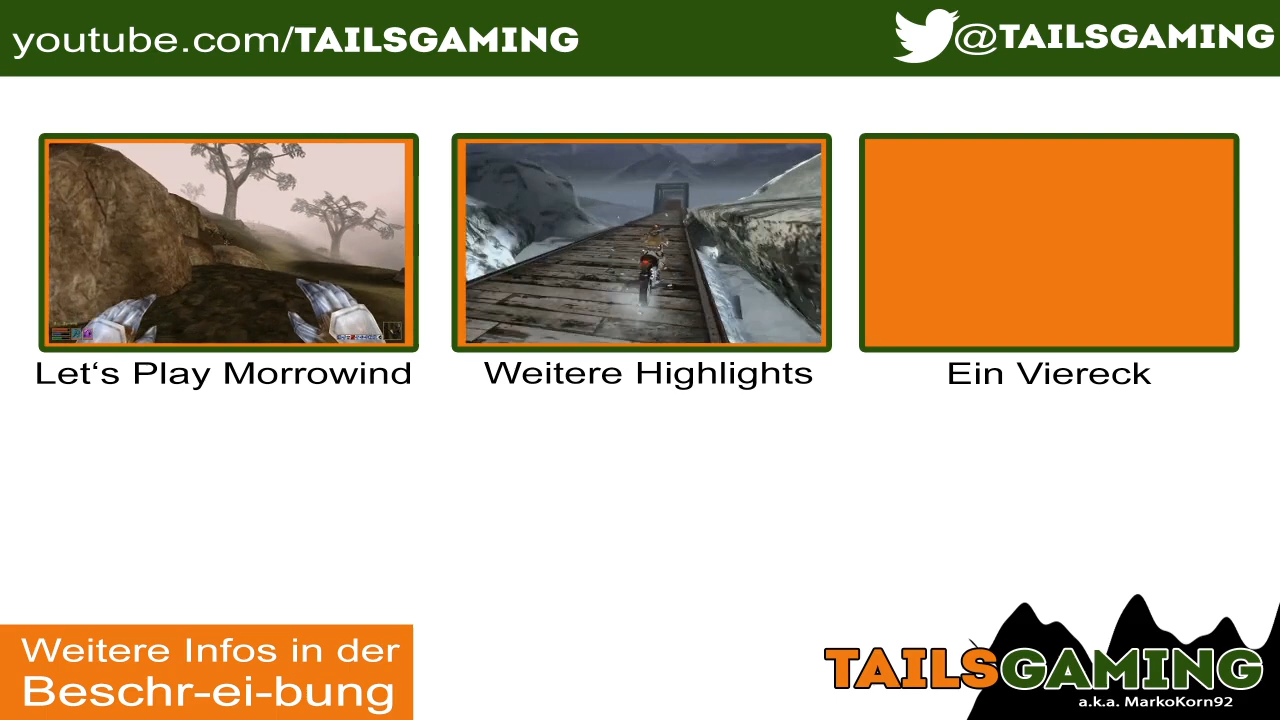 youtube.com/TAILSGAMING
@TAILSGAMING
Let‘s Play Morrowind
Weitere Highlights
Ein Viereck
Weitere Infos in der
Beschr-ei-bung
TAILSGAMING
a.k.a. MarkoKorn92